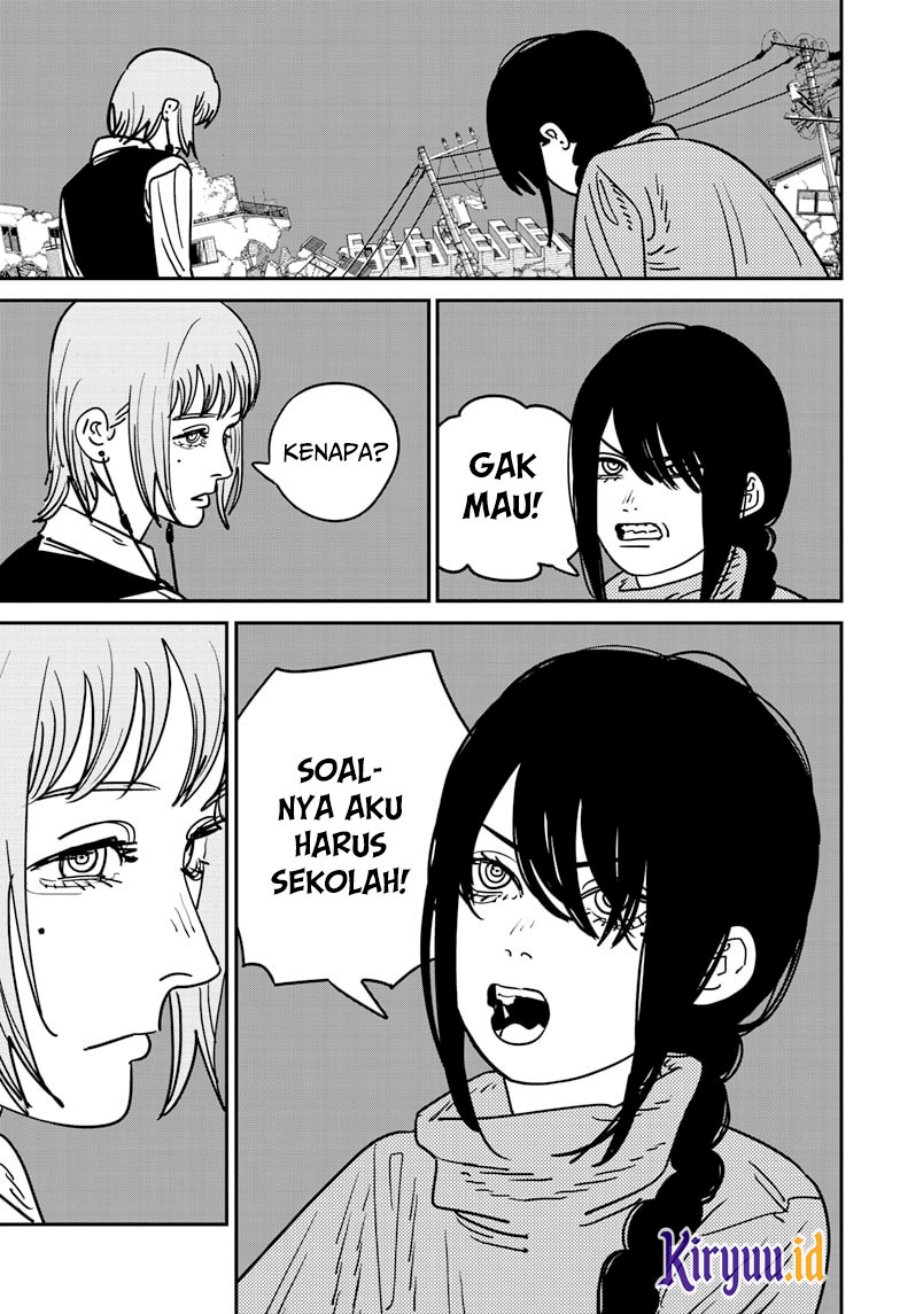 GAK
MAU!
KENAPA?
SOAL-
NYA AKU
HARUS
SEKOLAH!
Kiryuu.id